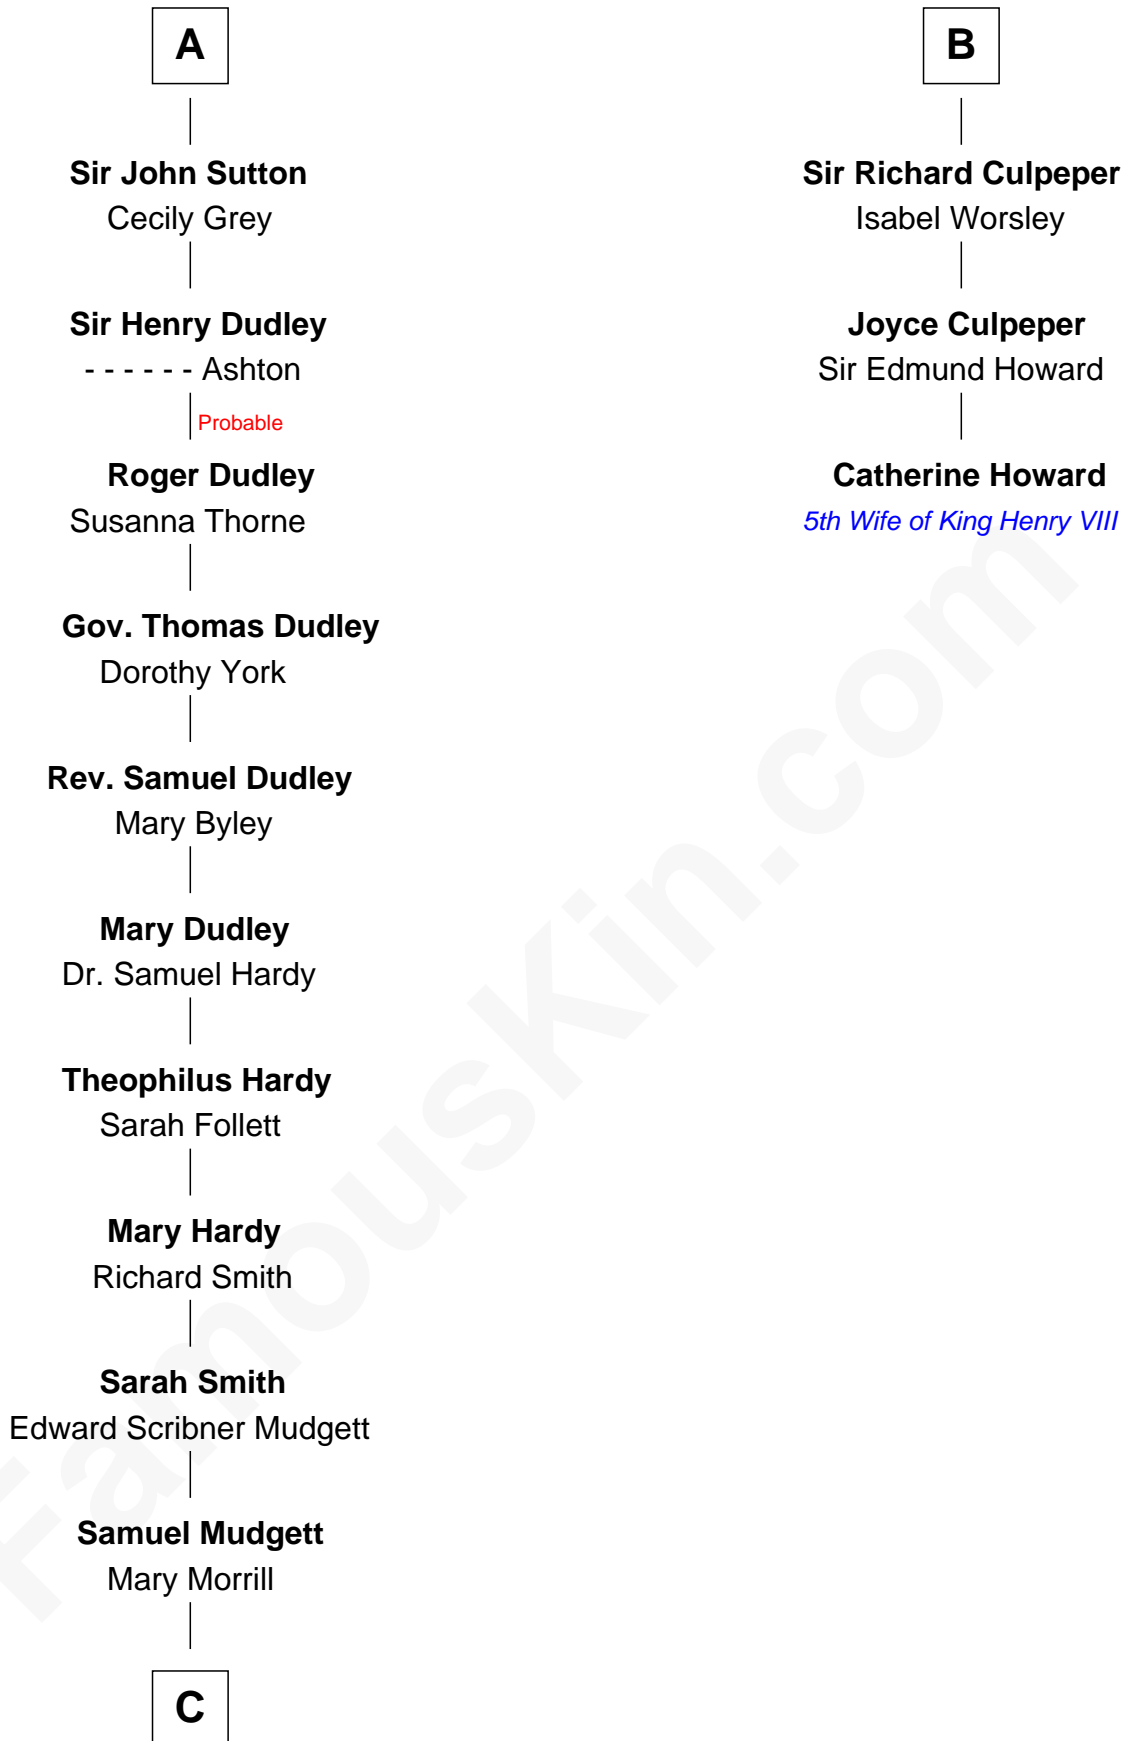 A
Sir John Sutton
Cecily Grey
Sir Henry Dudley
- - - - - - Ashton
Probable
Roger Dudley
Susanna Thorne
Gov. Thomas Dudley
Dorothy York
Rev. Samuel Dudley
Mary Byley
Mary Dudley
Dr. Samuel Hardy
Theophilus Hardy
Sarah Follett
Mary Hardy
Richard Smith
Sarah Smith
Edward Scribner Mudgett
Samuel Mudgett
Mary Morrill
C
B
Sir Richard Culpeper
Isabel Worsley
Joyce Culpeper
Sir Edmund Howard
Catherine Howard
5th Wife of King Henry VIII
FamousKin.com